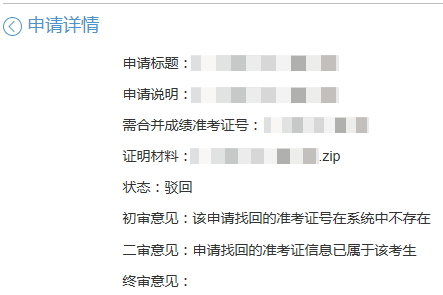 申请详情
申请标题：
申请说明：
需合并成绩准考证号：
证明材料：.zip
状态：驳回
初审意见：该申请找回的准考证号在系统中不存在
二审意见：申请找回的准考证信息已属于该考生
终审意见：